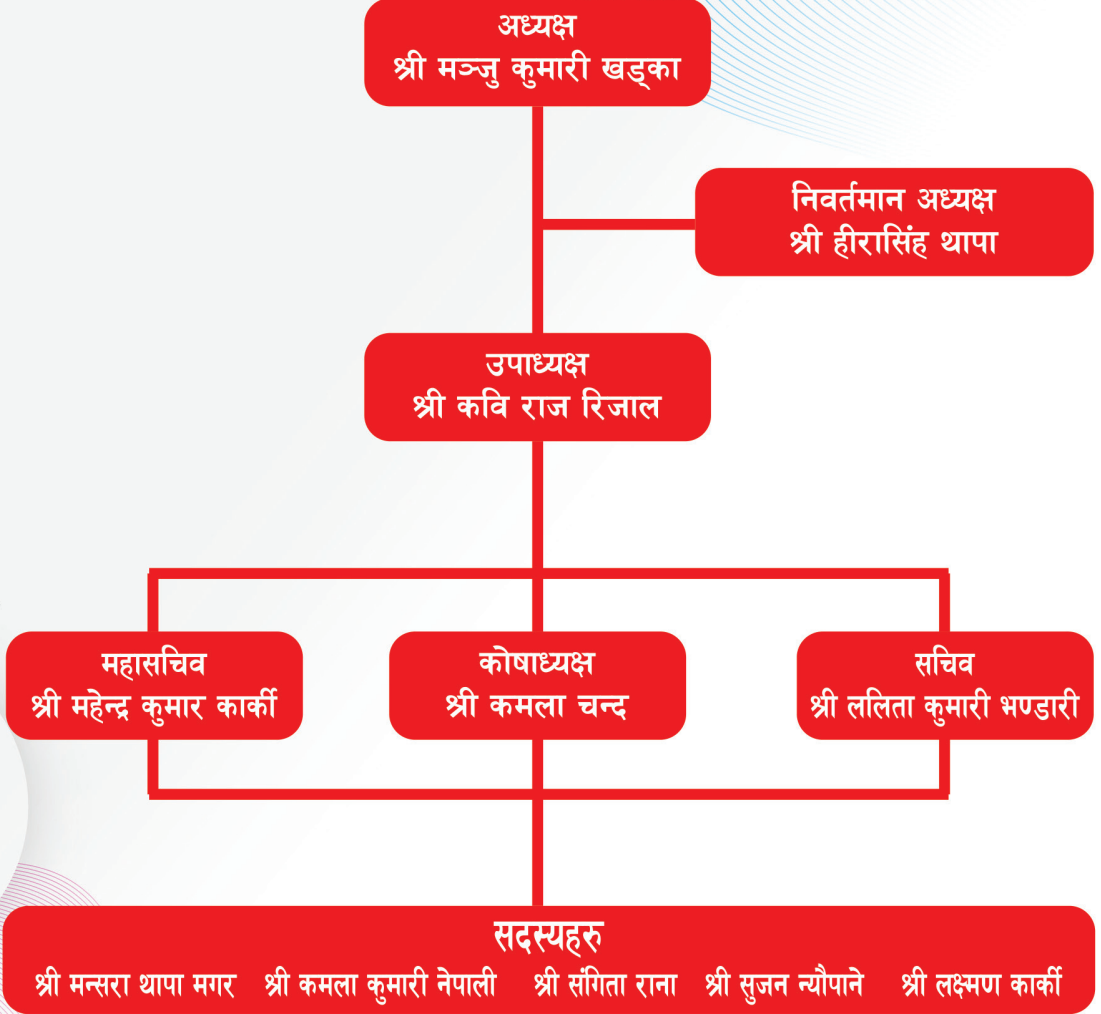 अध्यक्ष
श्री मञ्जु कुमारी खड्का
निवर्तमान अध्यक्ष
श्री हीरासिंह थापा
उपाध्यक्ष
श्री कवि राज रिजाल
महासचिव
श्री महेन्द्र कुमार कार्की
कोषाध्यक्ष
श्री कमला चन्द
सचिव
श्री ललिता कुमारी भण्डारी
सदस्यहरु
श्री मन्सरा थापा मगर श्री कमला कुमारी नेपाली श्री संगिता राना श्री सुजन न्यौपाने श्री लक्ष्मण कार्की